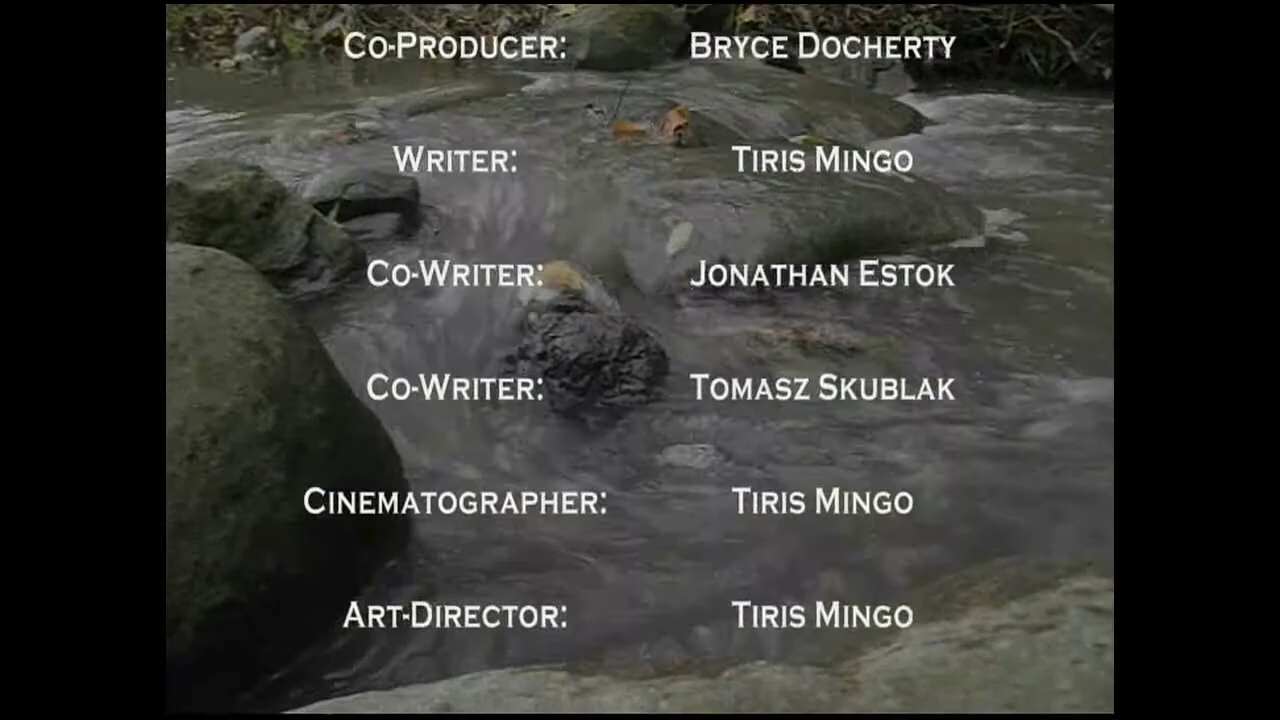 Co-Producer: Bryce Docherty
Writer: Tiris Mingo
Co-Writer: Jonathan Estok
Co-Writer: Tomasz Skublak
Cinematographer: Tiris Mingo
Art-Director: Tiris Mingo